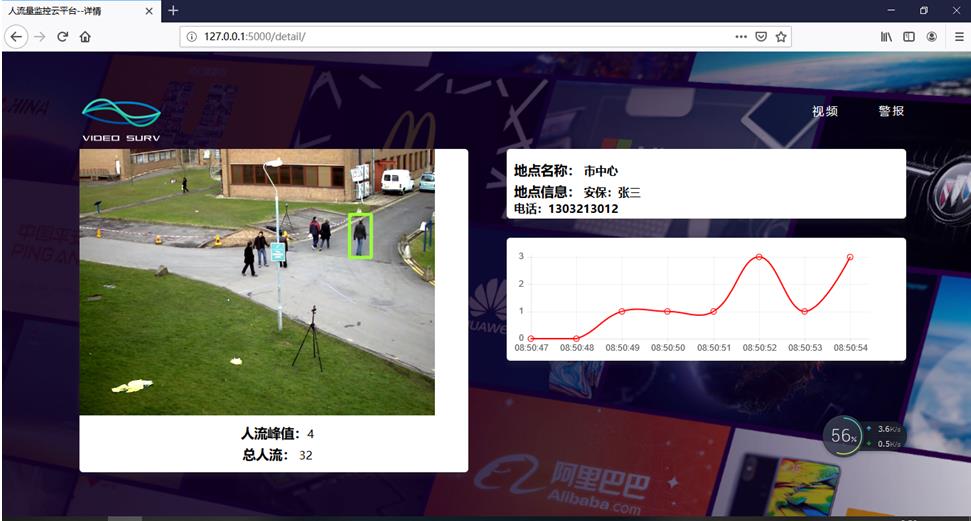 人流量监控云平台--详情
127.0.0.1:5000/detail/
VIDEO SURV
视频
警报
地点名称: 市中心
地点信息: 安保: 张三
电话: 1303213012
3
2
1
0
08:50:47 08:50:48 08:50:49 08:50:50 08:50:51 08:50:52 08:50:53 08:50:54
人流峰值: 4
总人流: 32
56%
3.6K/s
0.5K/s
中国平安
PING AN
HUAWEI
阿里巴巴
Alibaba.com